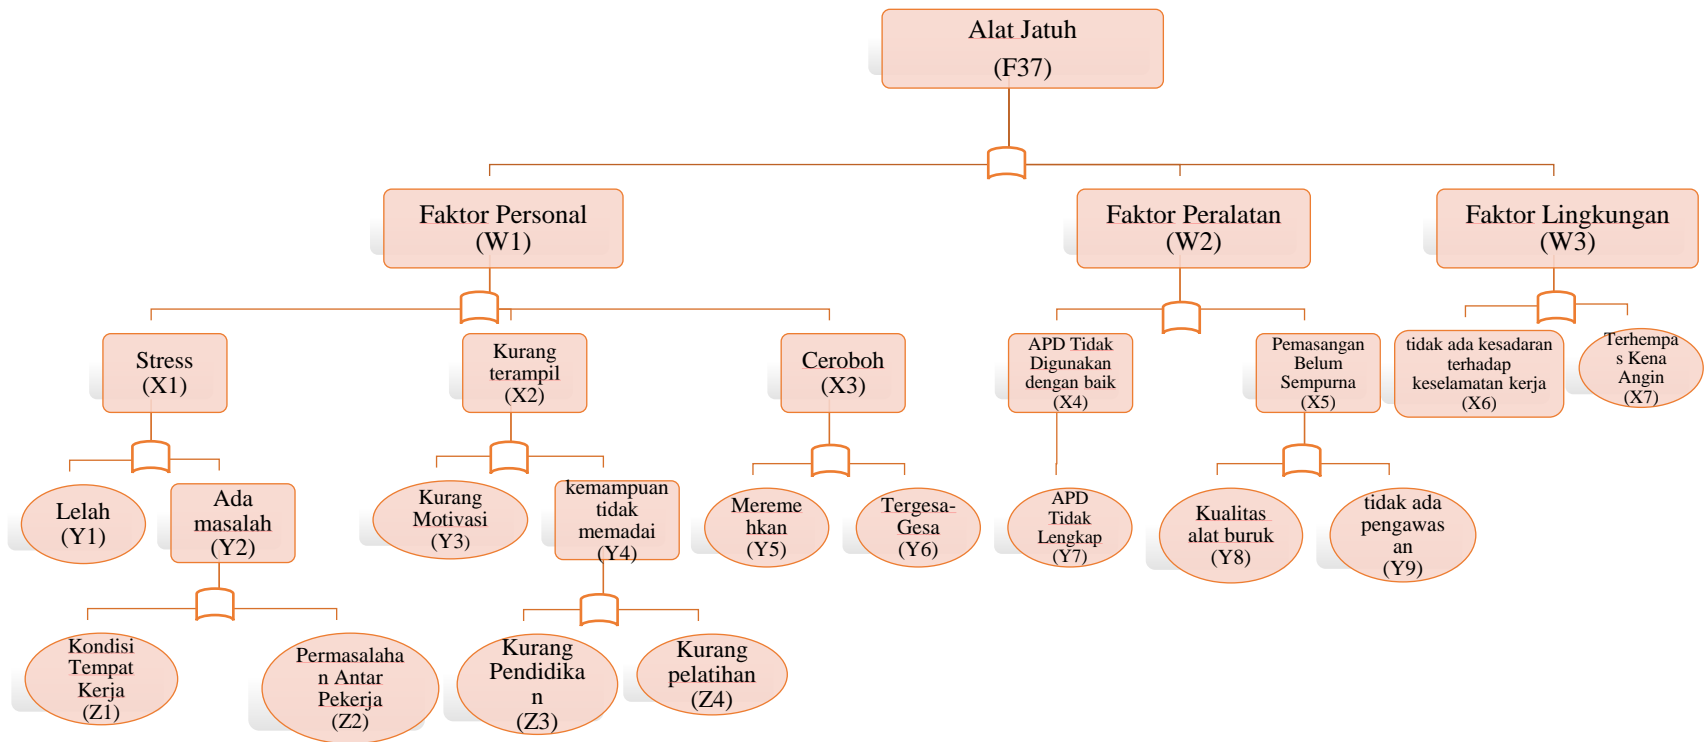 Alat Jatuh
(F37)
Faktor Personal
(W1)
Faktor Peralatan
(W2)
Faktor Lingkungan
(W3)
Stress
(X1)
Kurang
terampil
(X2)
Ceroboh
(X3)
APD Tidak
Digunakan
dengan baik
(X4)
Pemasangan
Belum
Sempurna
(X5)
tidak ada kesadaran
terhadap
keselamatan kerja
(X6)
Terhempa
s Kena
Angin
(X7)
Lelah
(Y1)
Ada
masalah
(Y2)
Kurang
Motivasi
(Y3)
kemampuan
tidak
memadai
(Y4)
Mereme
hkan
(Y5)
Tergesa-
Gesa
(Y6)
APD
Tidak
Lengkap
(Y7)
Kualitas
alat buruk
(Y8)
tidak ada
pengawas
an
(Y9)
Kondisi
Tempat
Kerja
(Z1)
Permasalaha
n Antar
Pekerja
(Z2)
Kurang
Pendidika
n
(Z3)
Kurang
pelatihan
(Z4)